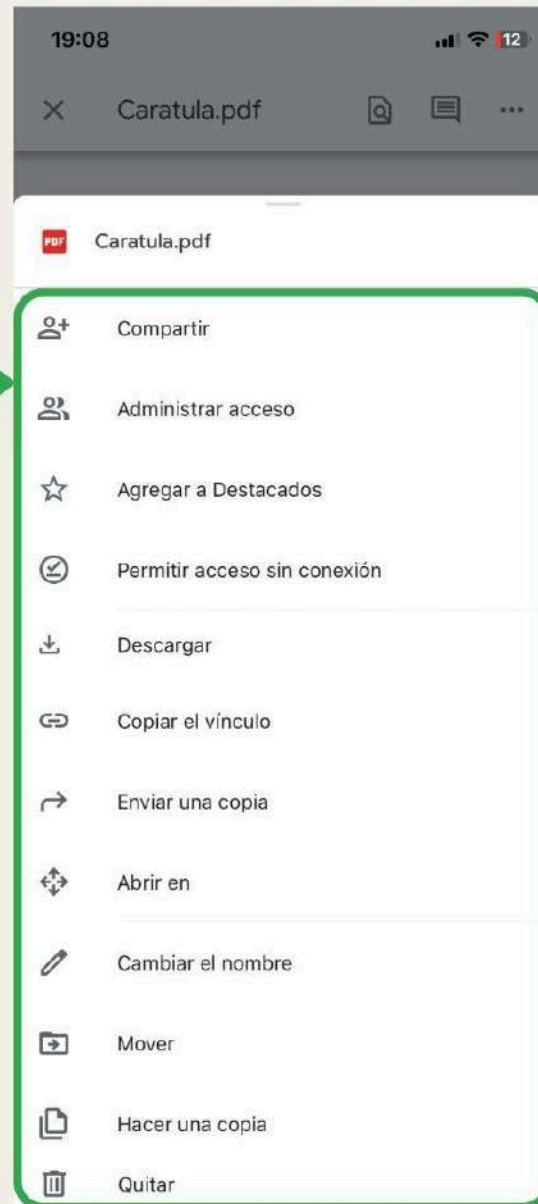 19:08
12
Caratula.pdf
PDF
Caratula.pdf
Compartir
Administrar acceso
Agregar a Destacados
Permitir acceso sin conexión
Descargar
Copiar el vínculo
Enviar una copia
Abrir en
Cambiar el nombre
Mover
Hacer una copia
Quitar